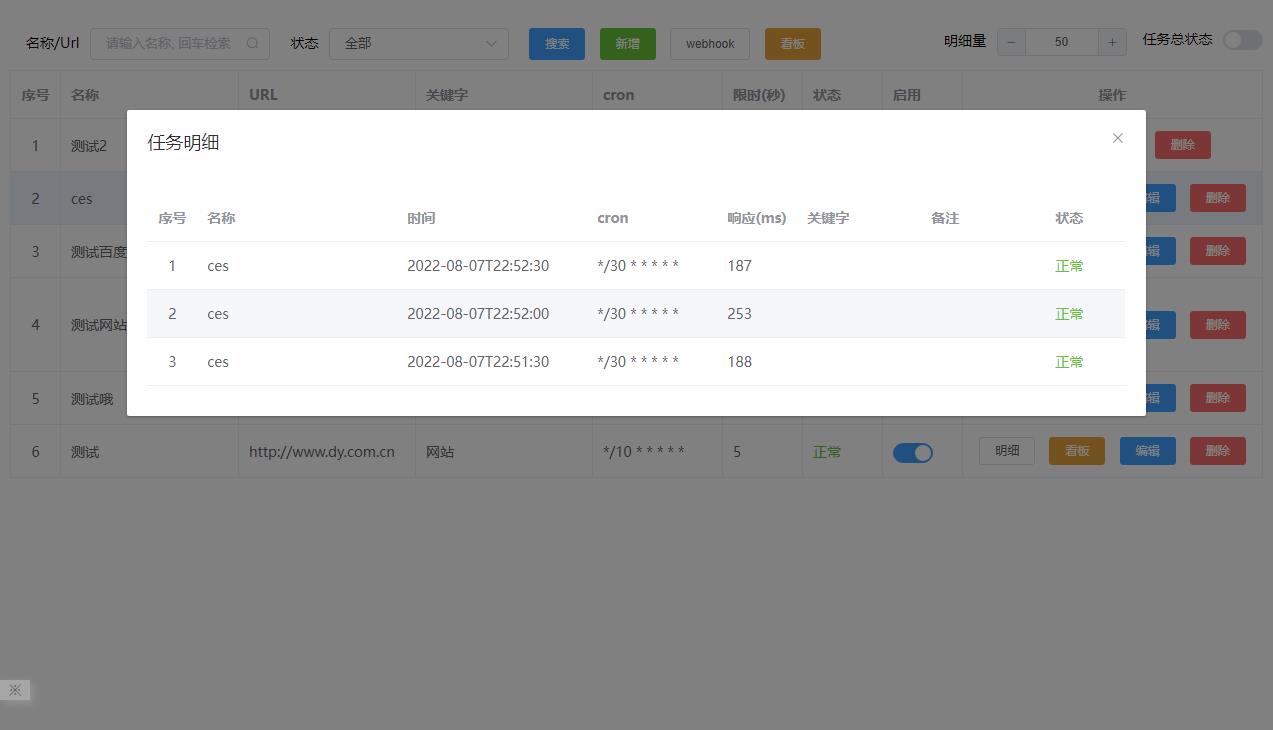 名称/Url 请输入名称, 回车检索 状态 全部 搜索 新增 webhook 看板 明细量 − 50 + 任务总状态
序号 名称 URL 关键字 cron 限时(秒) 状态 启用 操作
1 测试2 删除
2 ces 辑 删除
3 测试百度 辑 删除
4 测试网站 辑 删除
5 测试哦 辑 删除
6 测试 http://www.dy.com.cn 网站 */10 * * * * * 5 正常 明细 看板 编辑 删除
任务明细
序号 名称 时间 cron 响应(ms) 关键字 备注 状态
1 ces 2022-08-07T22:52:30 */30 * * * * * 187 正常
2 ces 2022-08-07T22:52:00 */30 * * * * * 253 正常
3 ces 2022-08-07T22:51:30 */30 * * * * * 188 正常
※